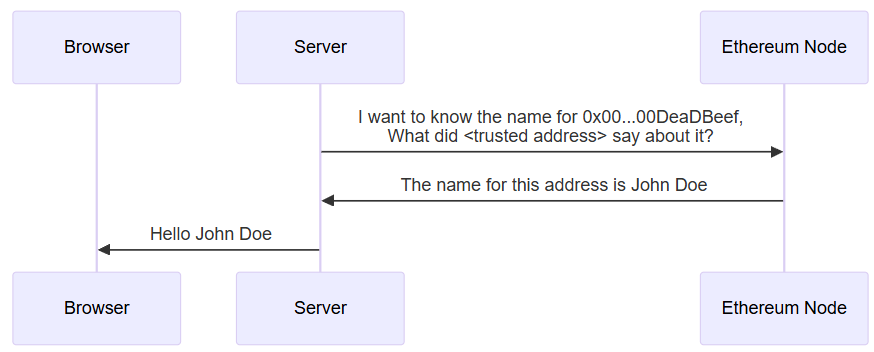 Browser
Server
Ethereum Node
I want to know the name for 0x00...00DeaDBeef,
What did <trusted address> say about it?
The name for this address is John Doe
Hello John Doe
Browser
Server
Ethereum Node